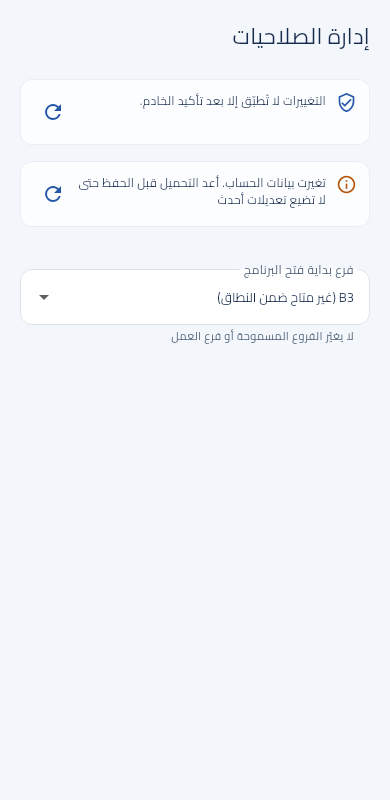 إدارة الصلاحيات
التغييرات لا تُطبّق إلا بعد تأكيد الخادم.
تغيرت بيانات الحساب. أعد التحميل قبل الحفظ حتى
لا تضيع تعديلات أحدث
فرع بداية فتح البرنامج
B3 (غير متاح ضمن النطاق)
لا يغيّر الفروع المسموحة أو فرع العمل